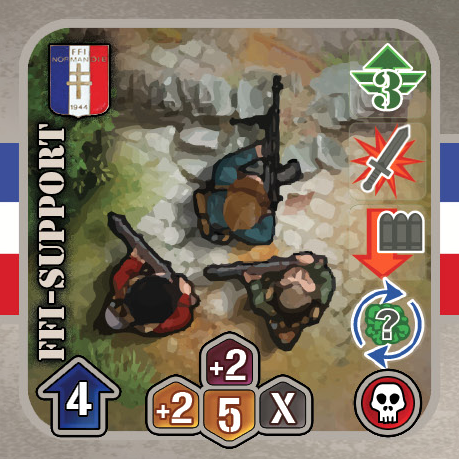 FFI
NORMANDIE
1944
3
FFI-SUPPORT
?
4
+2
+2 5 X